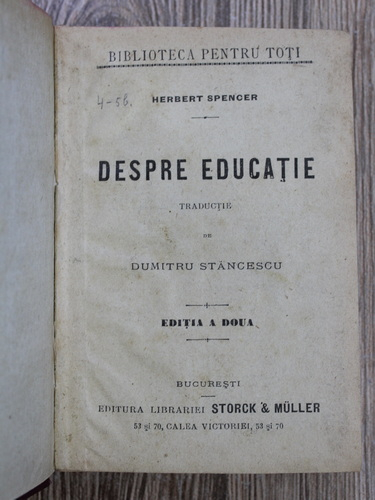 BIBLIOTECA PENTRU TOȚI
4-56.
HERBERT SPENCER
DESPRE EDUCAȚIE
TRADUCȚIE
DE
DUMITRU STĂNCESCU
EDIȚIA A DOUA
BUCUREȘTI
EDITURA LIBRARIEI STORCK & MÜLLER
53 și 70, CALEA VICTORIEI, 53 și 70